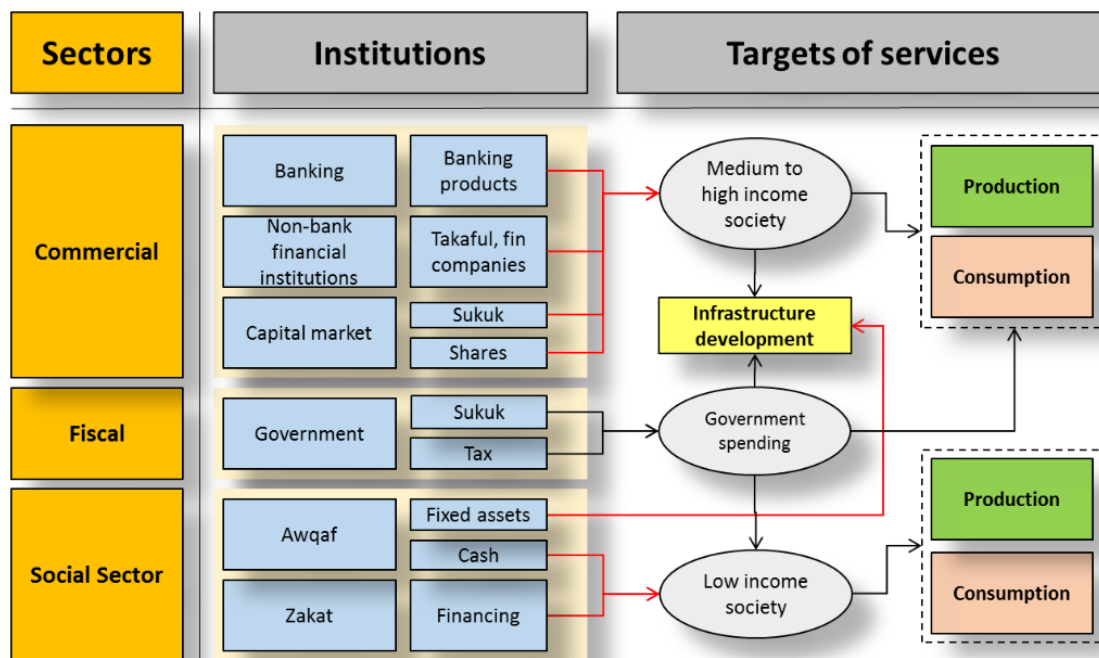 Sectors
Institutions
Targets of services
Commercial
Banking
Banking
products
Non-bank
financial
institutions
Takaful, fin
companies
Capital market
Sukuk
Shares
Medium to
high income
society
Production
Consumption
Infrastructure
development
Fiscal
Government
Sukuk
Tax
Government
spending
Social Sector
Awqaf
Fixed assets
Cash
Zakat
Financing
Low income
society
Production
Consumption